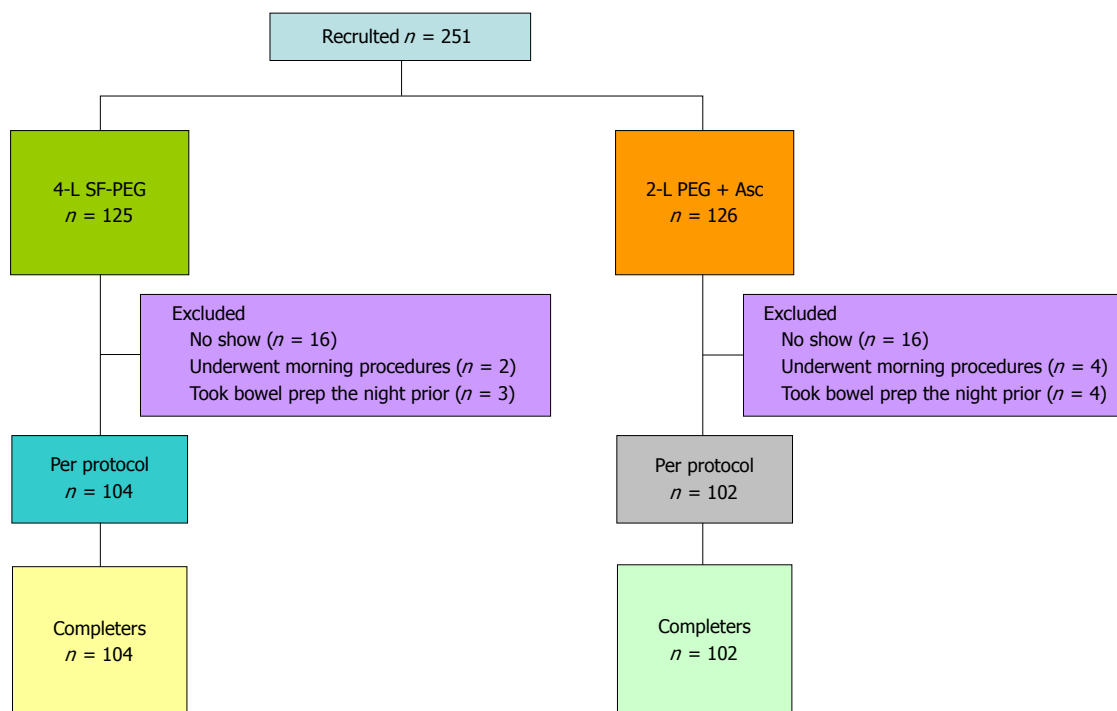 Recrulted n = 251
4-L SF-PEG
n = 125
2-L PEG + Asc
n = 126
Excluded
No show (n = 16)
Underwent morning procedures (n = 2)
Took bowel prep the night prior (n = 3)
Excluded
No show (n = 16)
Underwent morning procedures (n = 4)
Took bowel prep the night prior (n = 4)
Per protocol
n = 104
Per protocol
n = 102
Completers
n = 104
Completers
n = 102